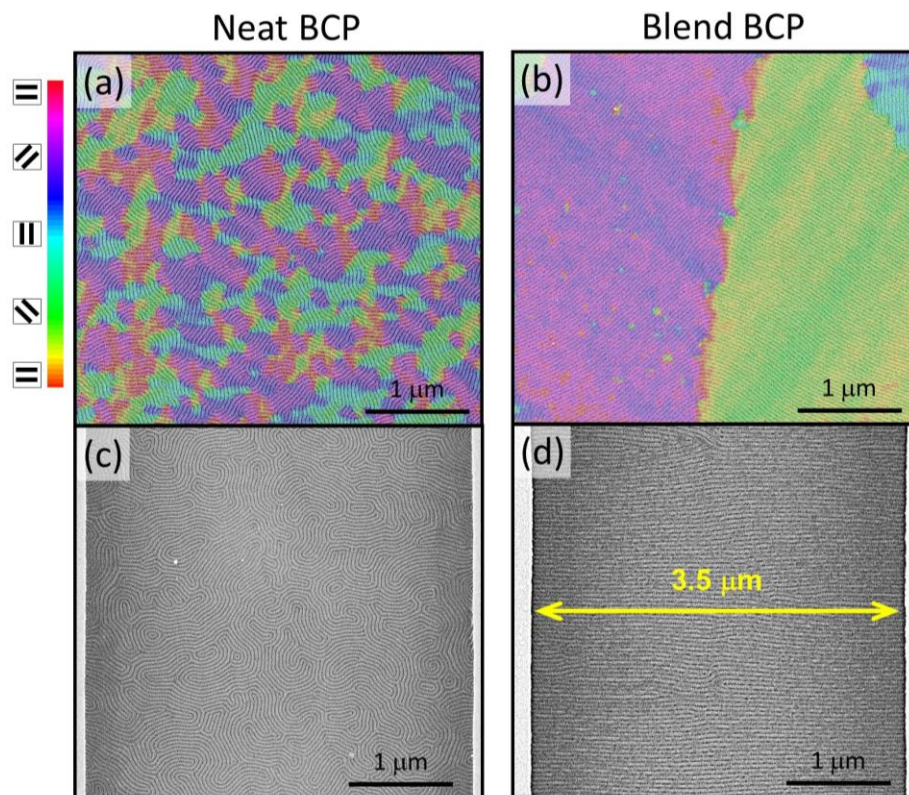 Neat BCP
Blend BCP
(a)
(b)
1 μm
1 μm
(c)
(d)
3.5 μm
1 μm
1 μm